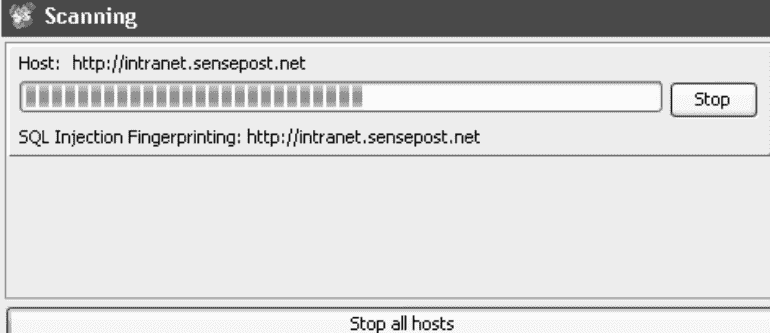 Scanning
Host: http://intranet.sensepost.net
Stop
SQL Injection Fingerprinting: http://intranet.sensepost.net
Stop all hosts